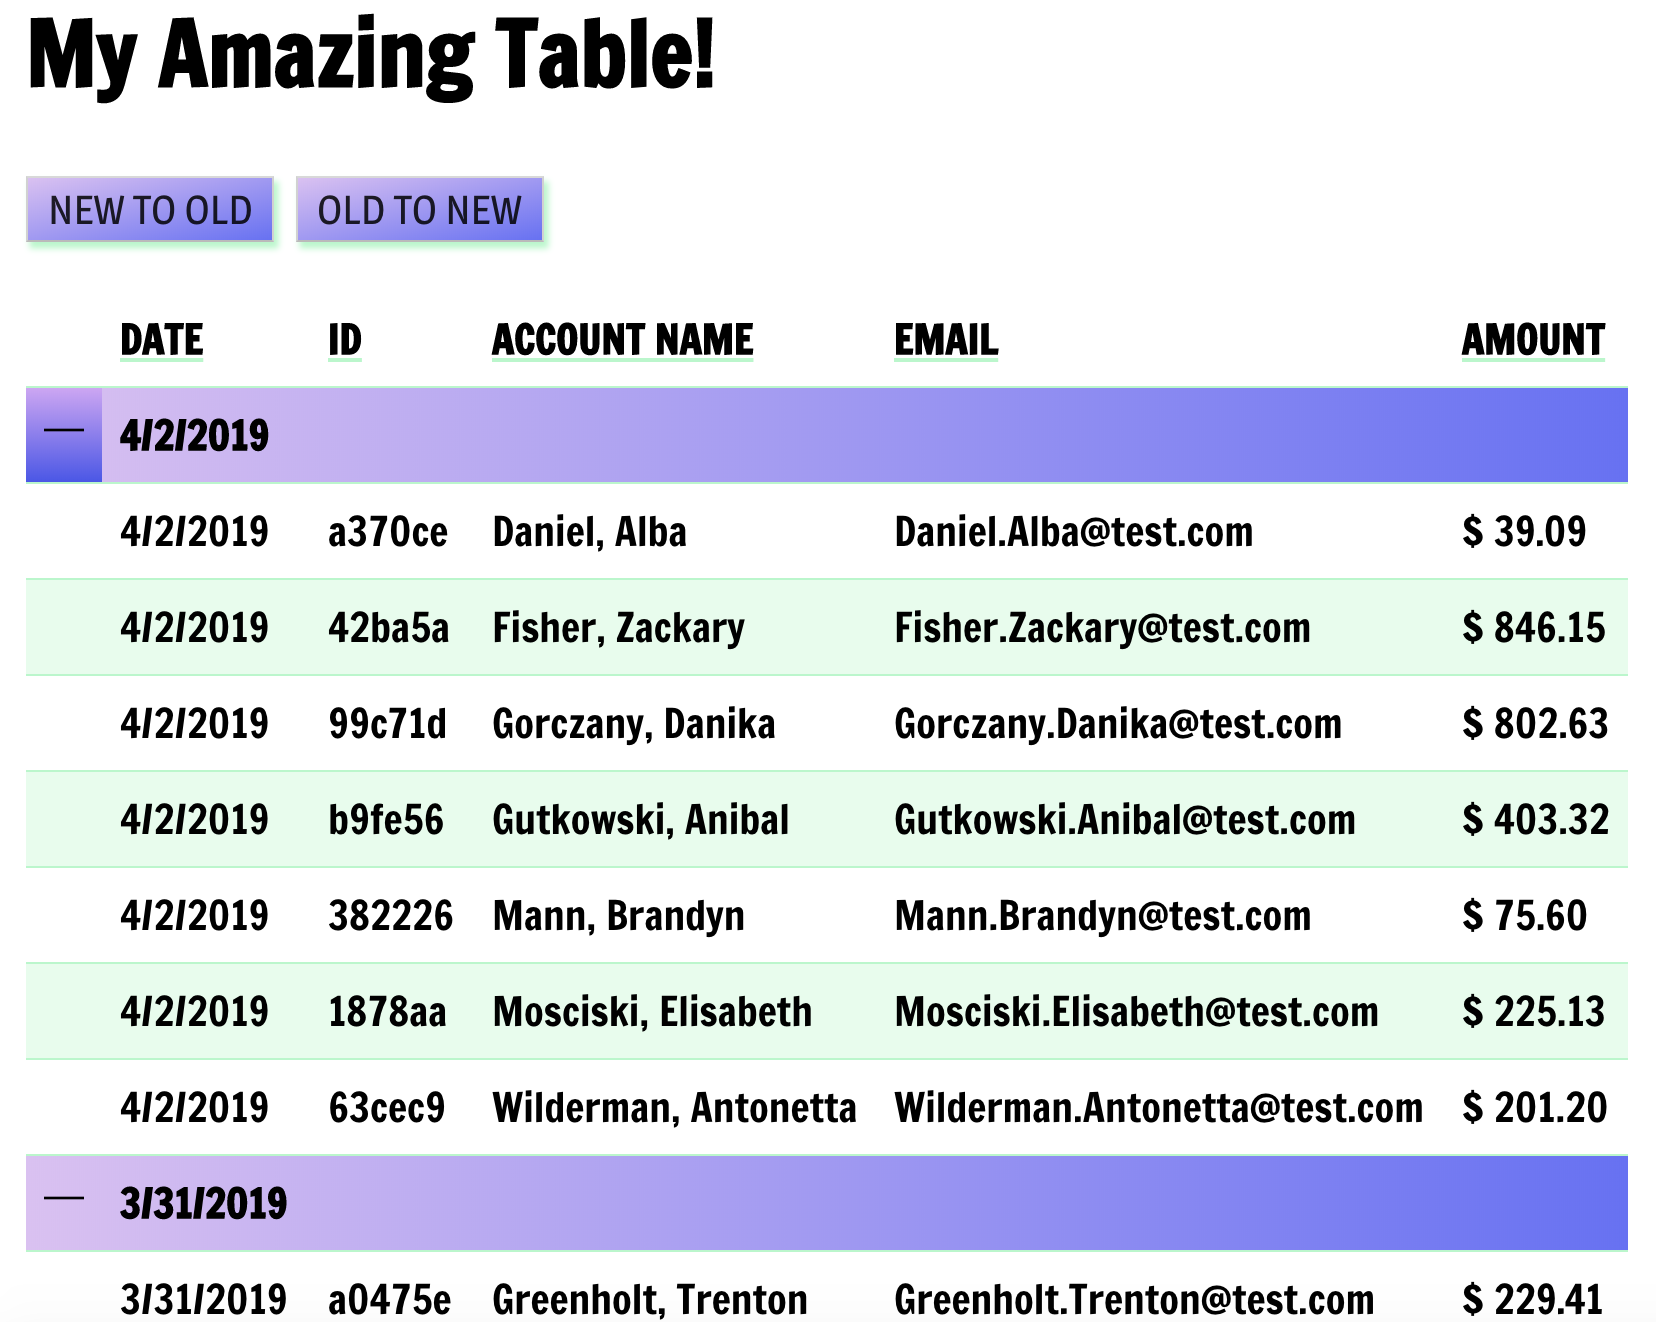 My Amazing Table!
NEW TO OLD OLD TO NEW
DATE ID ACCOUNT NAME EMAIL AMOUNT
— 4/2/2019
4/2/2019 a370ce Daniel, Alba Daniel.Alba@test.com $ 39.09
4/2/2019 42ba5a Fisher, Zackary Fisher.Zackary@test.com $ 846.15
4/2/2019 99c71d Gorczany, Danika Gorczany.Danika@test.com $ 802.63
4/2/2019 b9fe56 Gutkowski, Anibal Gutkowski.Anibal@test.com $ 403.32
4/2/2019 382226 Mann, Brandyn Mann.Brandyn@test.com $ 75.60
4/2/2019 1878aa Mosciski, Elisabeth Mosciski.Elisabeth@test.com $ 225.13
4/2/2019 63cec9 Wilderman, Antonetta Wilderman.Antonetta@test.com $ 201.20
— 3/31/2019
3/31/2019 a0475e Greenholt, Trenton Greenholt.Trenton@test.com $ 229.41